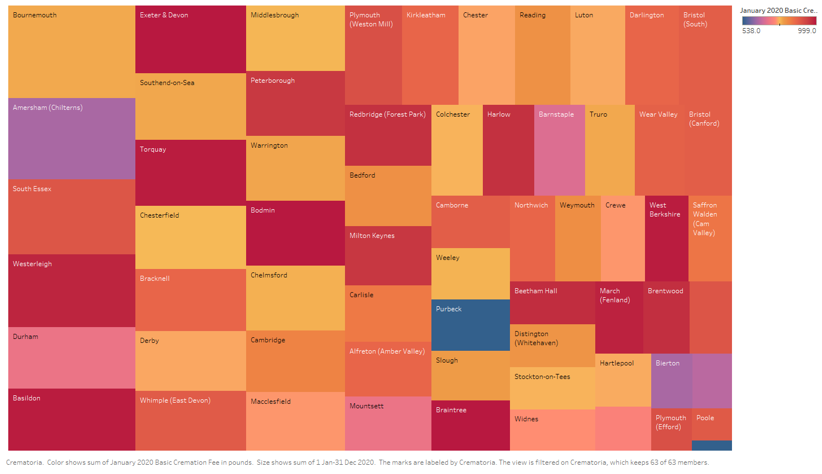 Bournemouth
Exeter & Devon
Middlesbrough
Plymouth
(Weston Mill)
Kirkleatham
Chester
Reading
Luton
Darlington
Bristol
(South)
January 2020 Basic Cre..
538.0
999.0
Southend-on-Sea
Peterborough
Amersham (Chilterns)
Redbridge (Forest Park)
Colchester
Harlow
Barnstaple
Truro
Wear Valley
Bristol
(Canford)
Torquay
Warrington
Bedford
South Essex
Camborne
Northwich
Weymouth
Crewe
West
Berkshire
Saffron
Walden
(Cam
Valley)
Chesterfield
Bodmin
Milton Keynes
Westerleigh
Bracknell
Chelmsford
Weeley
Carlisle
Beetham Hall
March
(Fenland)
Brentwood
Purbeck
Durham
Derby
Cambridge
Alfreton (Amber Valley)
Distington
(Whitehaven)
Slough
Stockton-on-Tees
Hartlepool
Bierton
Basildon
Whimple (East Devon)
Macclesfield
Mountsett
Braintree
Widnes
Plymouth
(Efford)
Poole
Crematoria. Color shows sum of January 2020 Basic Cremation Fee in pounds. Size shows sum of 1 Jan-31 Dec 2020. The marks are labeled by Crematoria. The view is filtered on Crematoria, which keeps 63 of 63 members.